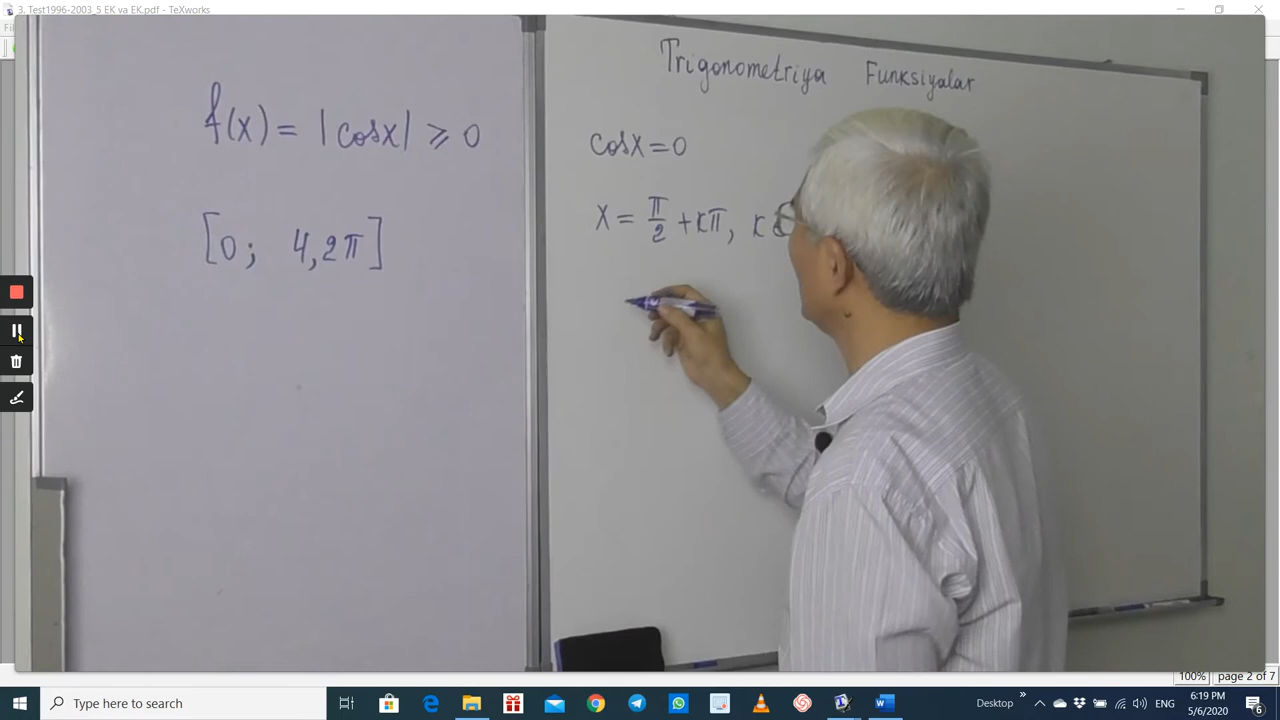 3. Test1996-2003_5 EK va EK.pdf - TeXworks
Trigonometriya Funksiyalar
f(x) = |cosx| ⩾ 0
[0; 4,2π]
cosx = 0
x = π/2 + kπ, k
100% page 2 of 7
Type here to search
Desktop
ENG
6:19 PM
5/6/2020
6